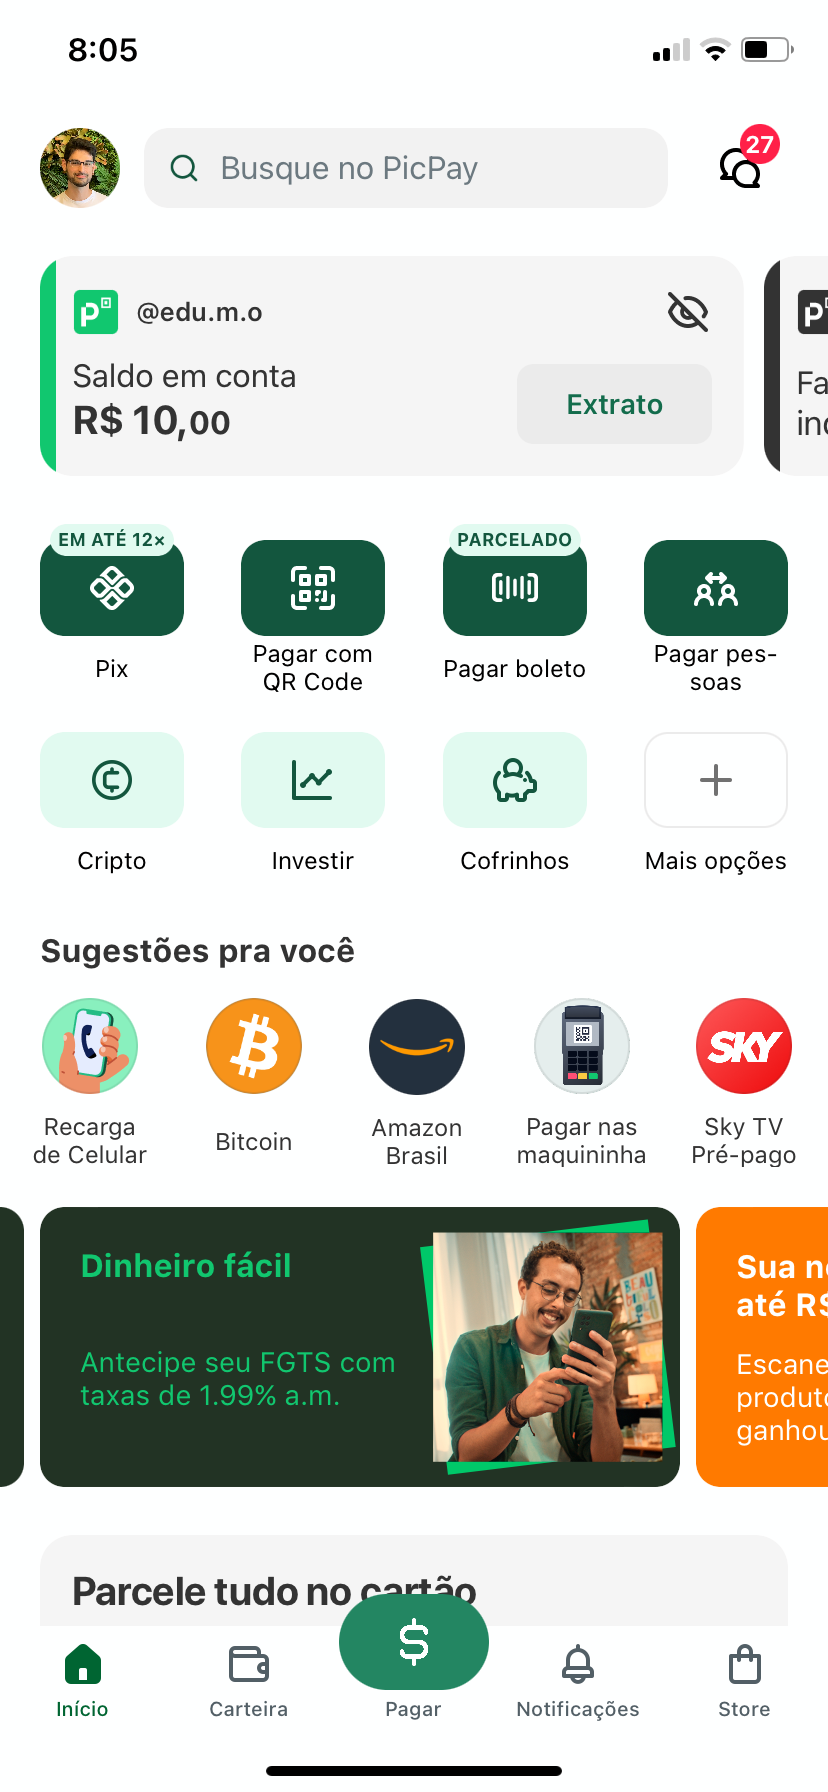 8:05
Busque no PicPay
27
@edu.m.o
Saldo em conta
R$ 10,00
Extrato
Fa
inc
EM ATÉ 12×
PARCELADO
Pix
Pagar com
QR Code
Pagar boleto
Pagar pes-
soas
Cripto
Investir
Cofrinhos
Mais opções
Sugestões pra você
SKY
Recarga
de Celular
Bitcoin
Amazon
Brasil
Pagar nas
maquininha
Sky TV
Pré-pago
Dinheiro fácil
Antecipe seu FGTS com
taxas de 1.99% a.m.
Sua n
até R$
Escane
produto
ganhou
Parcele tudo no cartão
Início
Carteira
Pagar
Notificações
Store